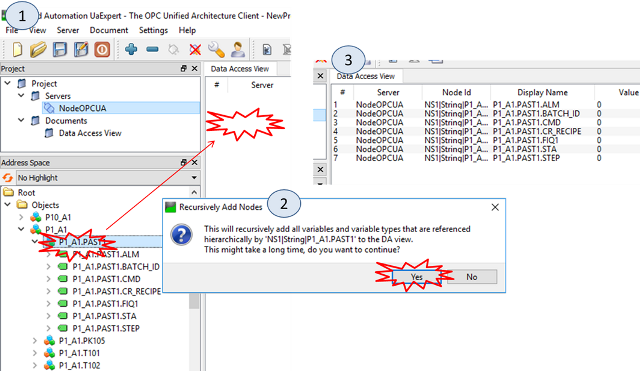 1
Automation UaExpert - The OPC Unified Architecture Client - NewPr
File View Server Document Settings Help
Project
Project
Servers
NodeOPCUA
Documents
Data Access View
Address Space
No Highlight
Root
Objects
P10_A1
P1_A1
P1_A1.PAST
P1_A1.PAST1.ALM
P1_A1.PAST1.BATCH_ID
P1_A1.PAST1.CMD
P1_A1.PAST1.CR_RECIPE
P1_A1.PAST1.FIQ1
P1_A1.PAST1.STA
P1_A1.PAST1.STEP
P1_A1.PK105
P1_A1.T101
P1_A1.T102
Data Access View
# Server
2
Recursively Add Nodes
This will recursively add all variables and variable types that are referenced
hierarchically by 'NS1|String|P1_A1.PAST1' to the DA view.
This might take a long time, do you want to continue?
Yes No
3
Data Access View
# Server Node Id Display Name Value
1 NodeOPCUA NS1|String|P1_A... P1_A1.PAST1.ALM 0
2 NodeOPCUA NS1|String|P1_A... P1_A1.PAST1.BATCH_ID 0
3 NodeOPCUA NS1|String|P1_A... P1_A1.PAST1.CMD 0
4 NodeOPCUA NS1|String|P1_A... P1_A1.PAST1.CR_RECIPE 0
5 NodeOPCUA NS1|String|P1_A... P1_A1.PAST1.FIQ1 0
6 NodeOPCUA NS1|String|P1_A... P1_A1.PAST1.STA 0
7 NodeOPCUA NS1|String|P1_A... P1_A1.PAST1.STEP 0